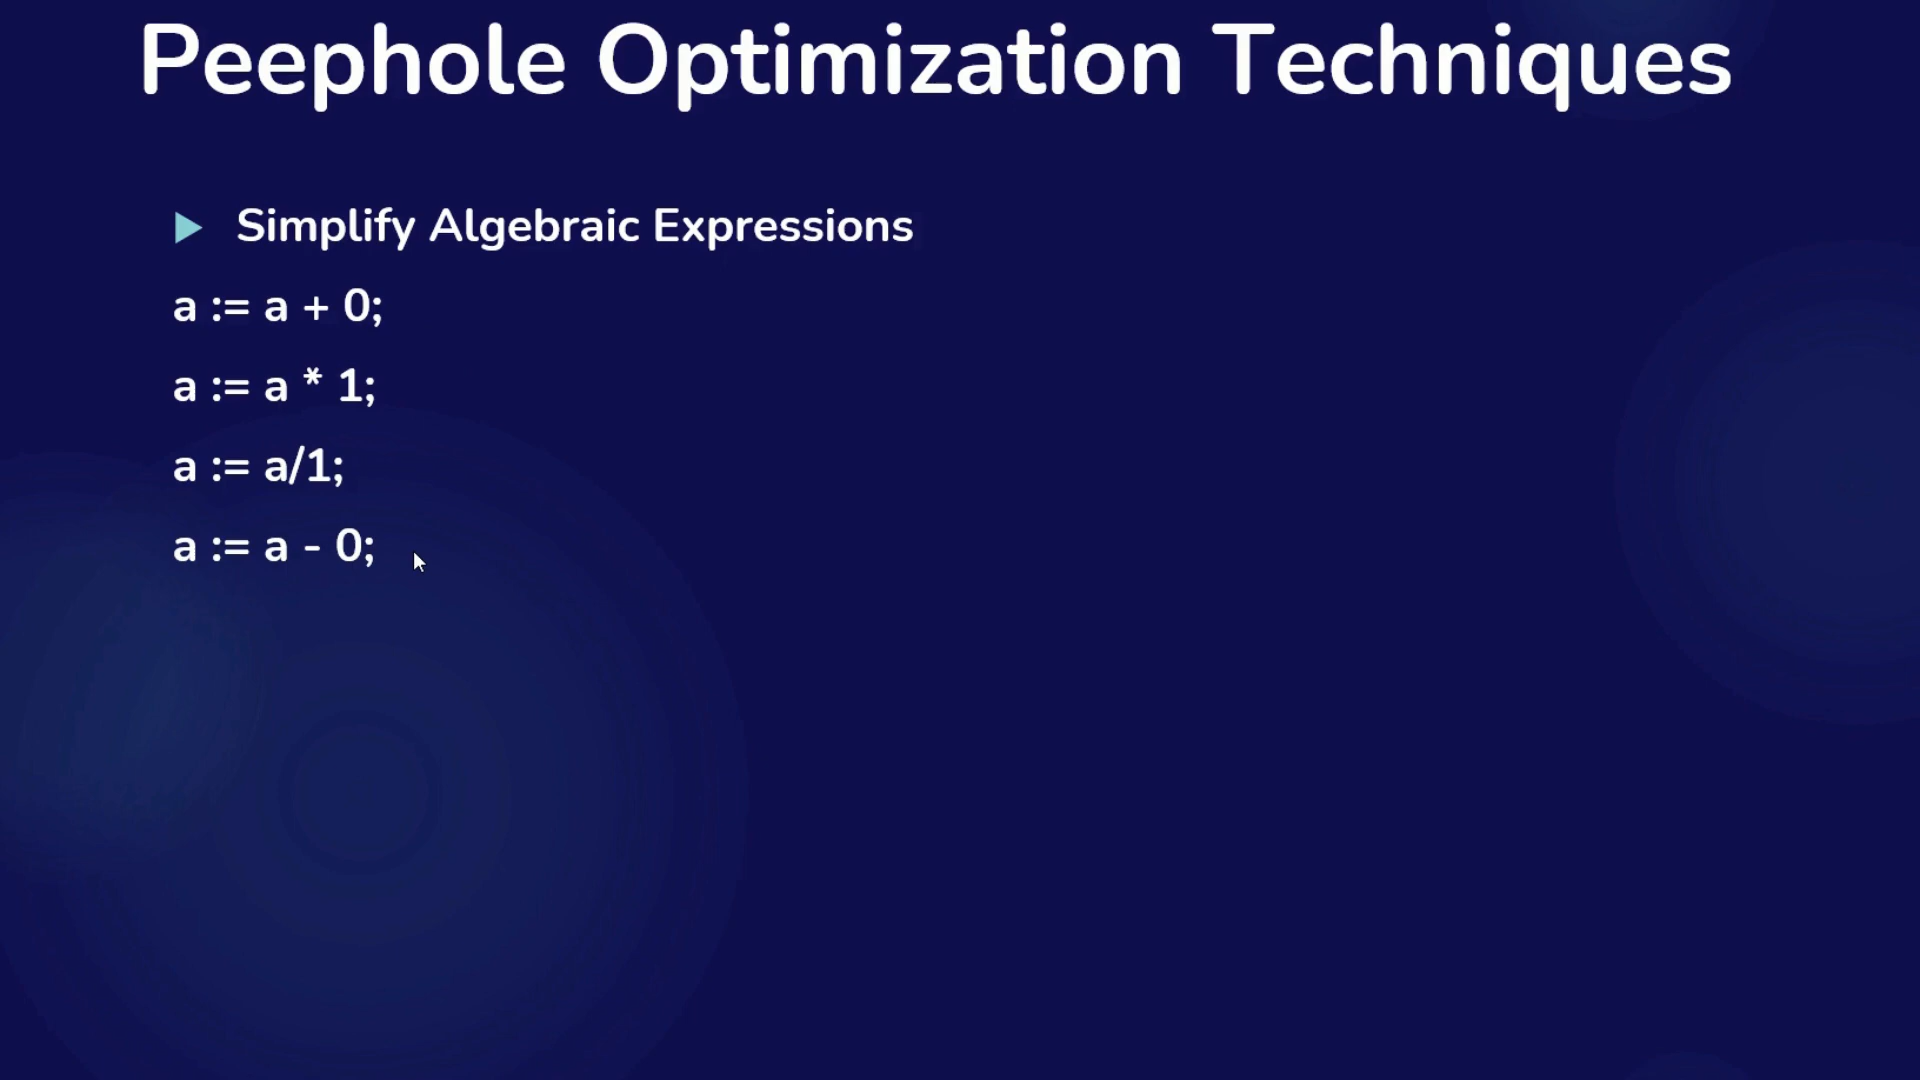 Peephole Optimization Techniques
Simplify Algebraic Expressions
a := a + 0;
a := a * 1;
a := a/1;
a := a - 0;